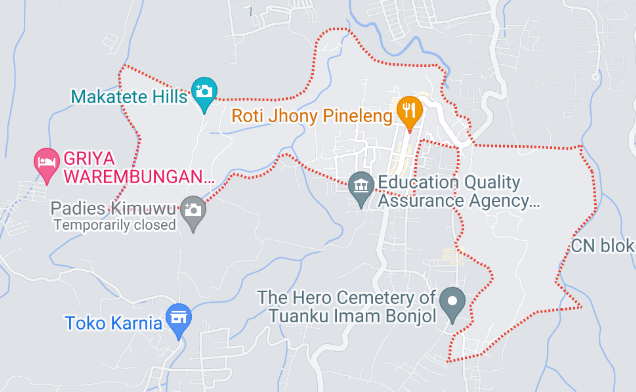 Makatete Hills
Roti Jhony Pineleng
GRIYA
WAREMBUNGAN...
Education Quality
Assurance Agency...
Padies Kimuwu
Temporarily closed
CN blok
The Hero Cemetery of
Tuanku Imam Bonjol
Toko Karnia